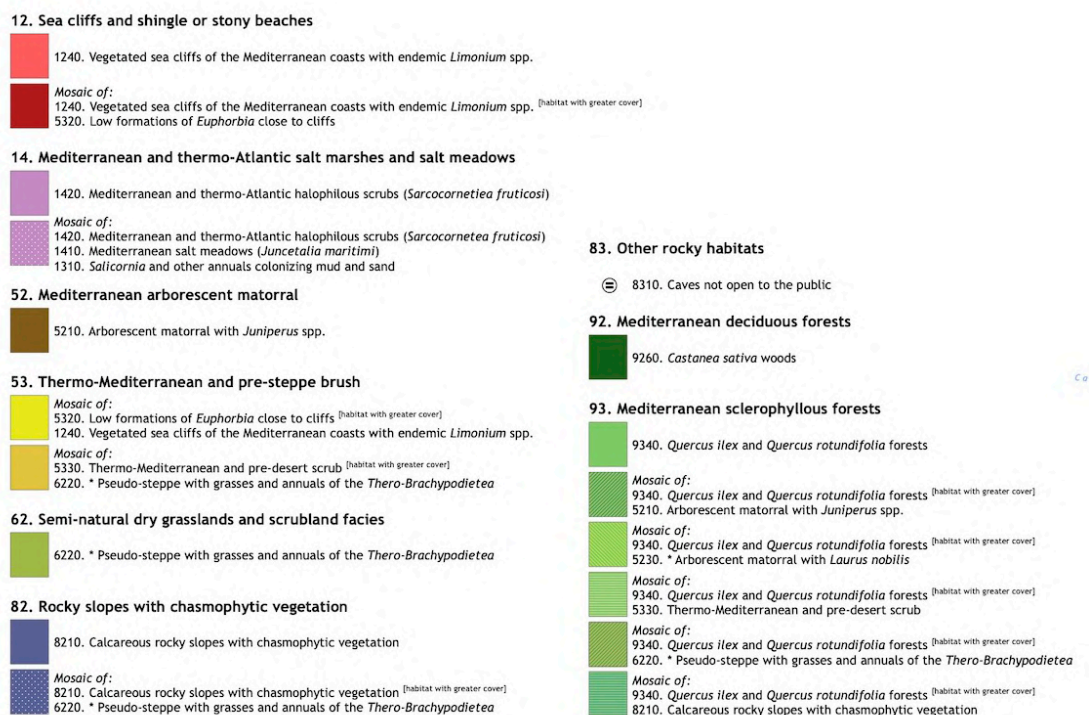 12. Sea cliffs and shingle or stony beaches
1240. Vegetated sea cliffs of the Mediterranean coasts with endemic Limonium spp.
Mosaic of:
1240. Vegetated sea cliffs of the Mediterranean coasts with endemic Limonium spp. [habitat with greater cover]
5320. Low formations of Euphorbia close to cliffs
14. Mediterranean and thermo-Atlantic salt marshes and salt meadows
1420. Mediterranean and thermo-Atlantic halophilous scrubs (Sarcocornetiea fruticosi)
Mosaic of:
1420. Mediterranean and thermo-Atlantic halophilous scrubs (Sarcocornetea fruticosi)
1410. Mediterranean salt meadows (Juncetalia maritimi)
1310. Salicornia and other annuals colonizing mud and sand
52. Mediterranean arborescent matorral
5210. Arborescent matorral with Juniperus spp.
53. Thermo-Mediterranean and pre-steppe brush
Mosaic of:
5320. Low formations of Euphorbia close to cliffs [habitat with greater cover]
1240. Vegetated sea cliffs of the Mediterranean coasts with endemic Limonium spp.
Mosaic of:
5330. Thermo-Mediterranean and pre-desert scrub [habitat with greater cover]
6220. * Pseudo-steppe with grasses and annuals of the Thero-Brachypodietea
62. Semi-natural dry grasslands and scrubland facies
6220. * Pseudo-steppe with grasses and annuals of the Thero-Brachypodietea
82. Rocky slopes with chasmophytic vegetation
8210. Calcareous rocky slopes with chasmophytic vegetation
Mosaic of:
8210. Calcareous rocky slopes with chasmophytic vegetation [habitat with greater cover]
6220. * Pseudo-steppe with grasses and annuals of the Thero-Brachypodietea
83. Other rocky habitats
8310. Caves not open to the public
92. Mediterranean deciduous forests
9260. Castanea sativa woods
93. Mediterranean sclerophyllous forests
9340. Quercus ilex and Quercus rotundifolia forests
Mosaic of:
9340. Quercus ilex and Quercus rotundifolia forests [habitat with greater cover]
5210. Arborescent matorral with Juniperus spp.
Mosaic of:
9340. Quercus ilex and Quercus rotundifolia forests [habitat with greater cover]
5230. * Arborescent matorral with Laurus nobilis
Mosaic of:
9340. Quercus ilex and Quercus rotundifolia forests [habitat with greater cover]
5330. Thermo-Mediterranean and pre-desert scrub
Mosaic of:
9340. Quercus ilex and Quercus rotundifolia forests [habitat with greater cover]
6220. * Pseudo-steppe with grasses and annuals of the Thero-Brachypodietea
Mosaic of:
9340. Quercus ilex and Quercus rotundifolia forests [habitat with greater cover]
8210. Calcareous rocky slopes with chasmophytic vegetation
Ca